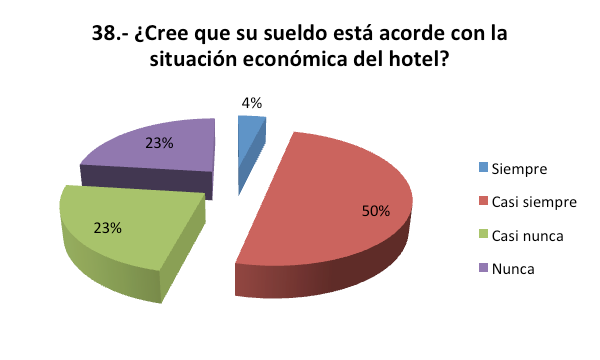 38.- ¿Cree que su sueldo está acorde con la
situación económica del hotel?
4%
23%
50%
23%
Siempre
Casi siempre
Casi nunca
Nunca